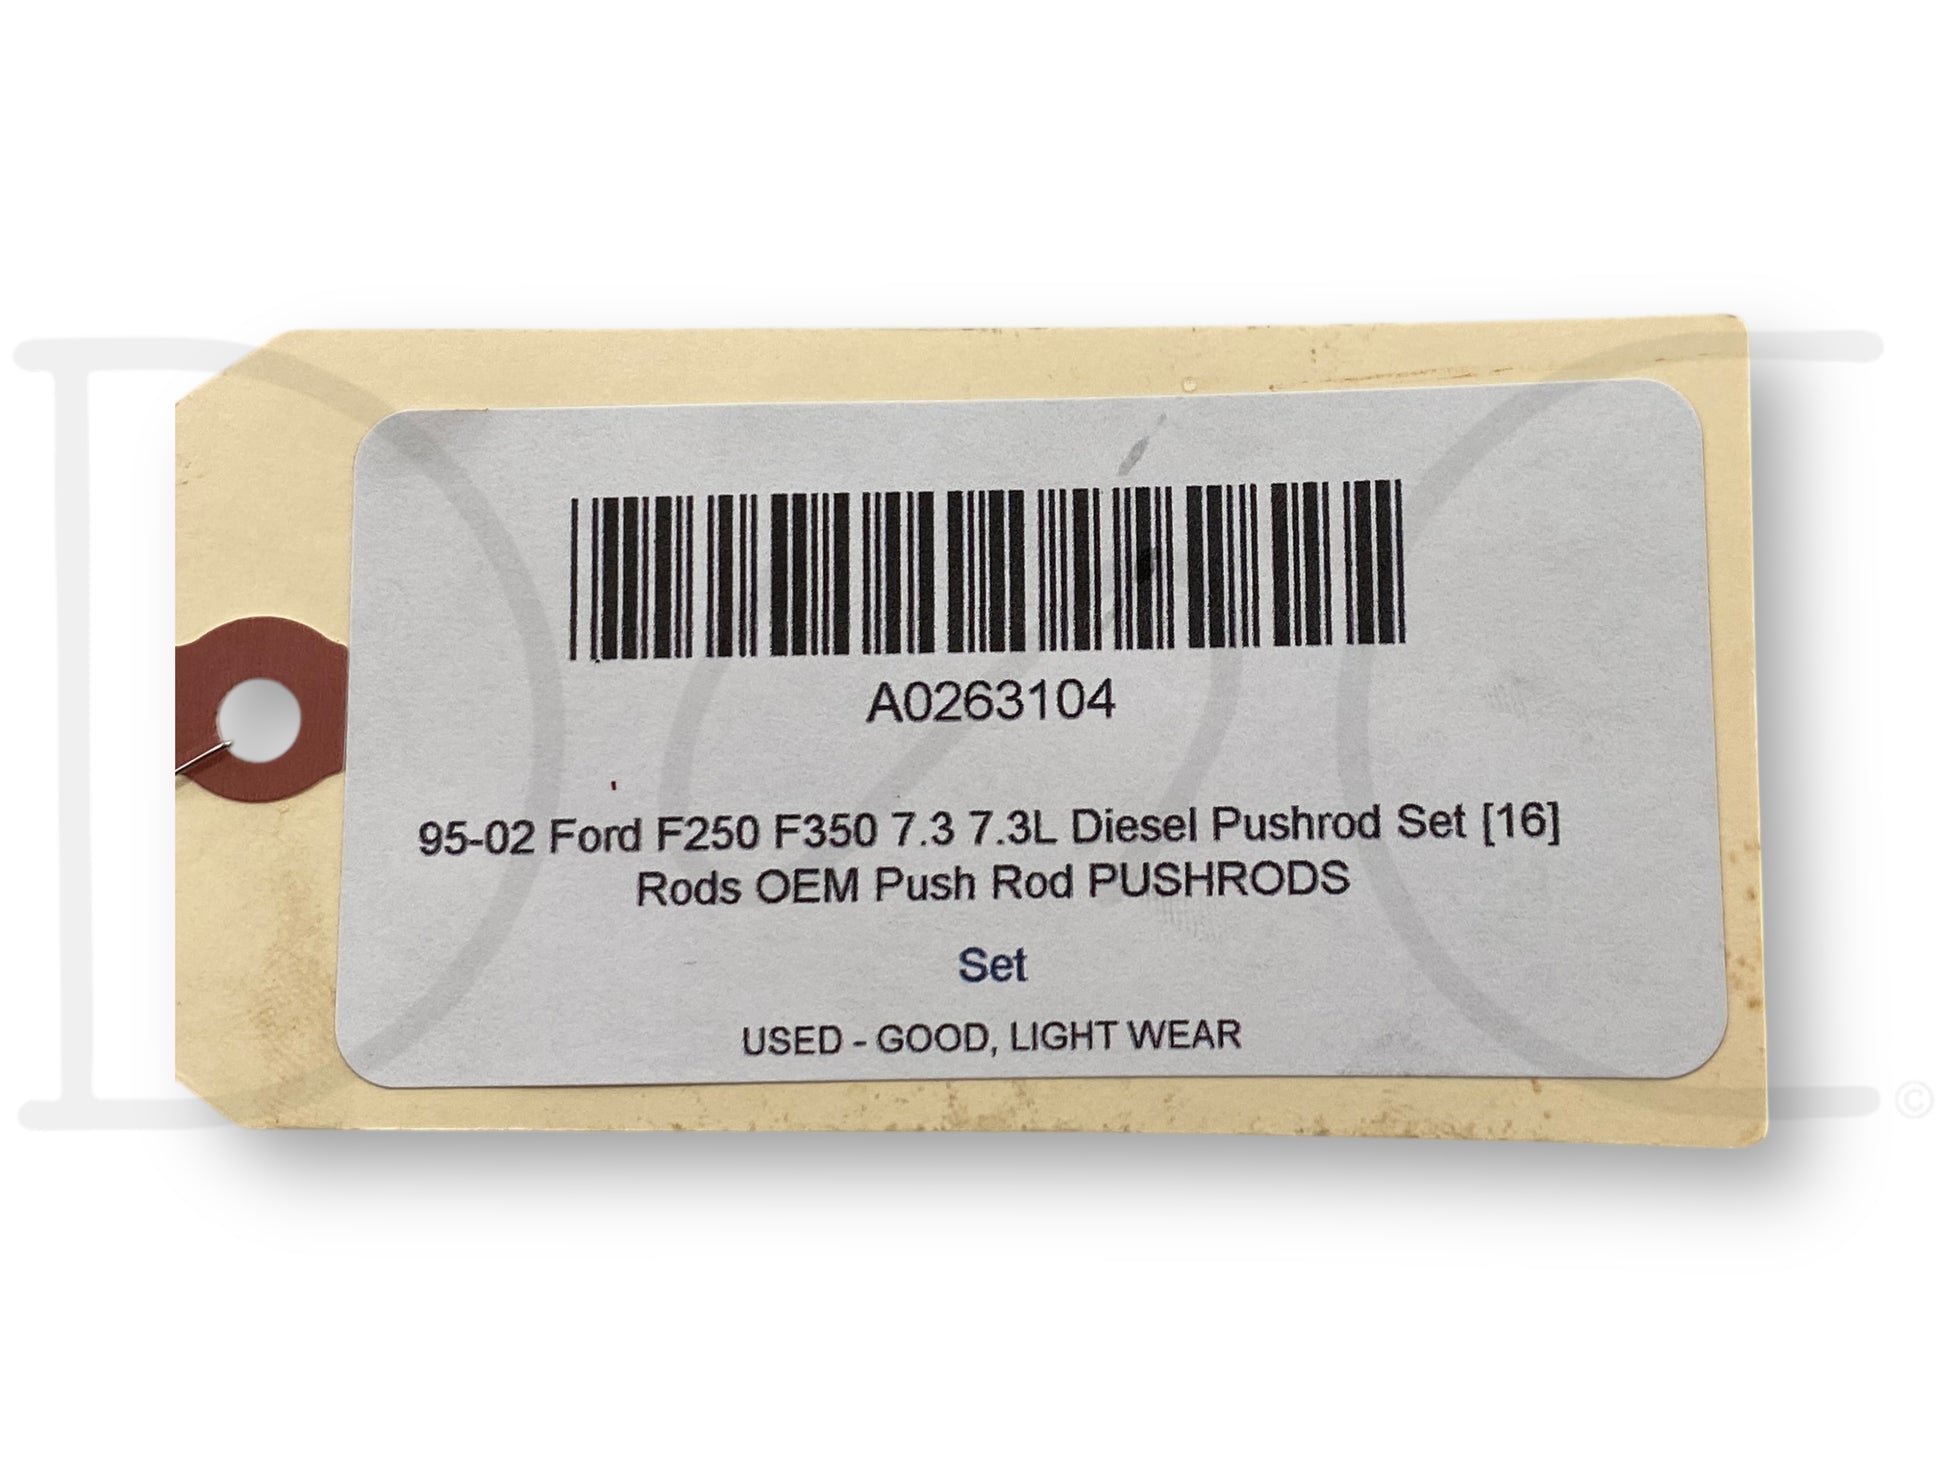 A0263104
95-02 Ford F250 F350 7.3 7.3L Diesel Pushrod Set [16]
Rods OEM Push Rod PUSHRODS
Set
USED - GOOD, LIGHT WEAR
©